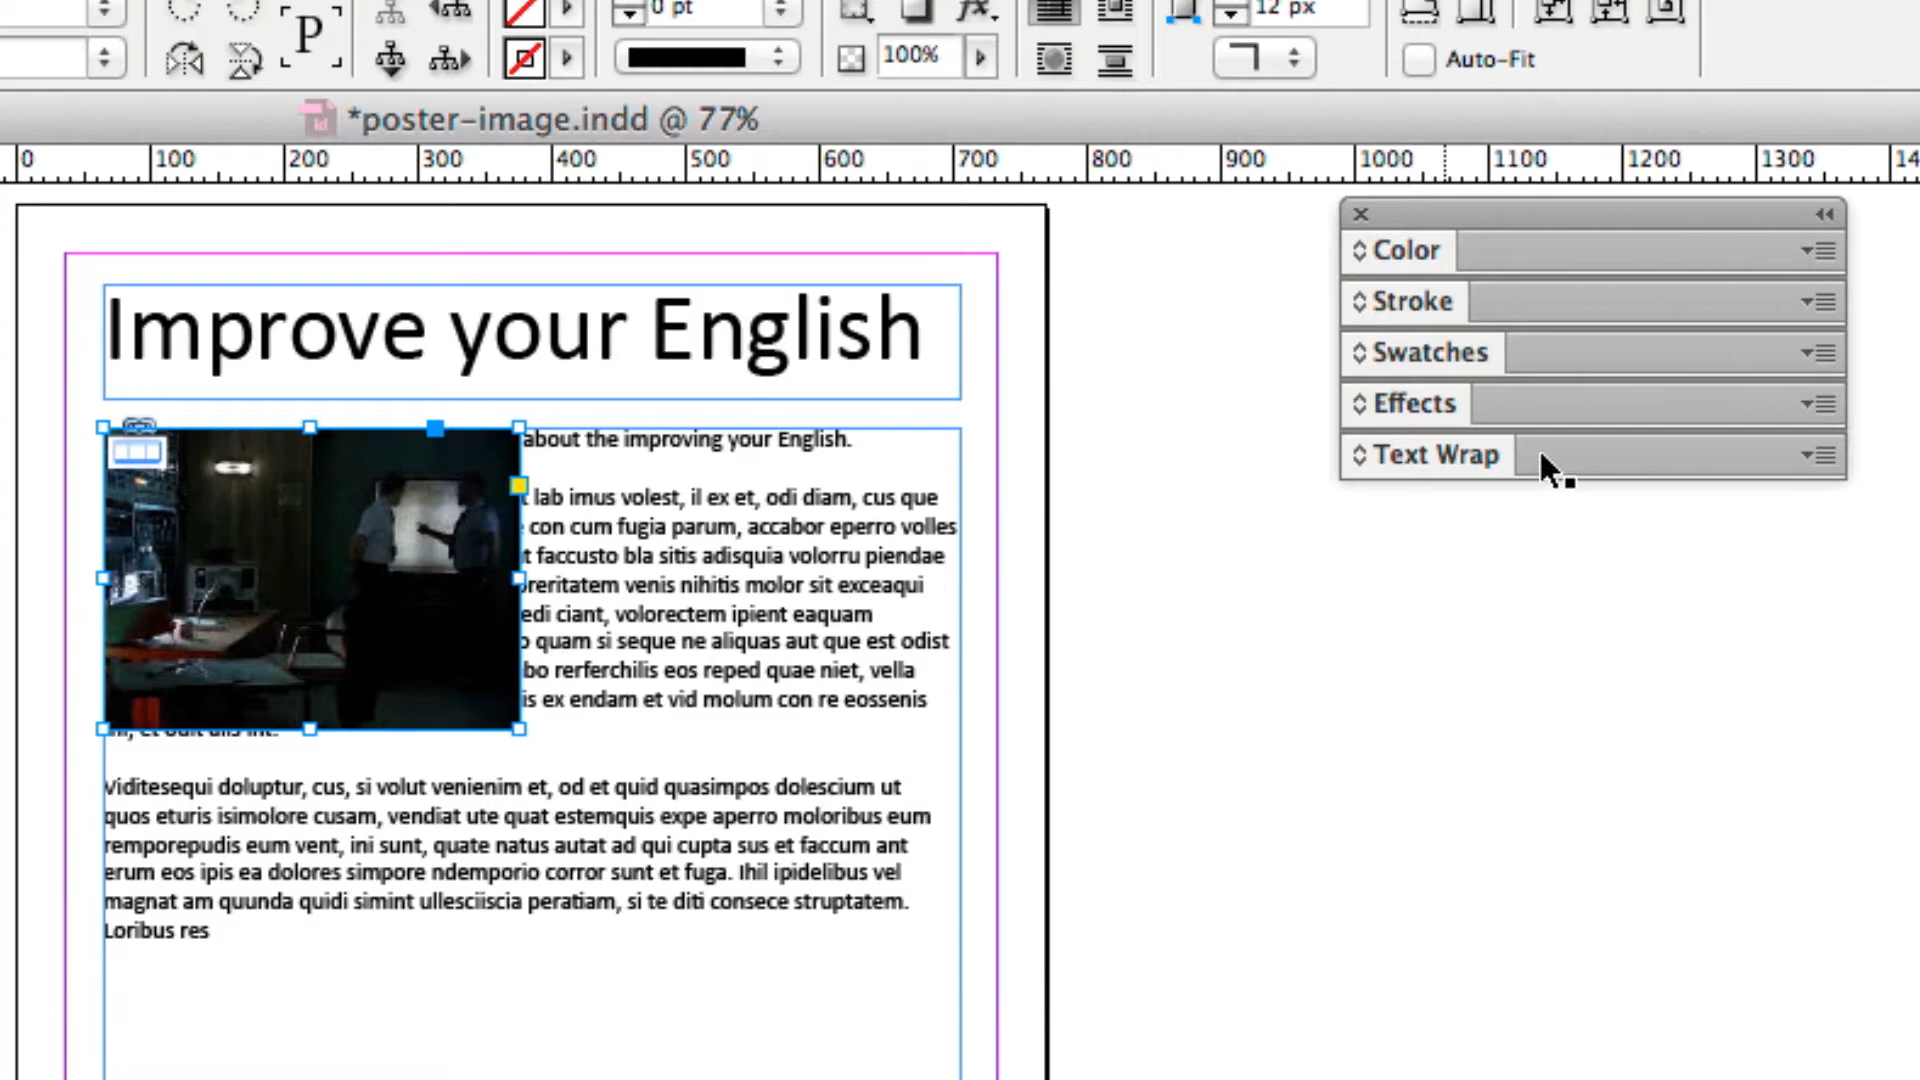 0 pt
12 px
P
fx.
100%
Auto-Fit
Id *poster-image.indd @ 77%
0 100 200 300 400 500 600 700 800 900 1000 1100 1200 1300 14
Color
Stroke
Swatches
Effects
Text Wrap
Improve your English
about the improving your English.
lab imus volest, il ex et, odi diam, cus que
con cum fugia parum, accabor eperro volles
t faccusto bla sitis adisquia volorru piendae
oreritatem venis nihitis molor sit exceaqui
edi ciant, volorectem ipient eaquam
quam si seque ne aliquas aut que est odist
bo rerferchilis eos reped quae niet, vella
is ex endam et vid molum con re eossenis
Viditesequi doluptur, cus, si volut venienim et, od et quid quasimpos dolescium ut
quos eturis isimolore cusam, vendiat ute quat estemquis expe aperro moloribus eum
remporepudis eum vent, ini sunt, quate natus autat ad qui cupta sus et faccum ant
erum eos ipis ea dolores simpore ndemporio corror sunt et fuga. Ihil ipidelibus vel
magnat am quunda quidi simint ullesciiscia peratiam, si te diti consece struptatem.
Loribus res